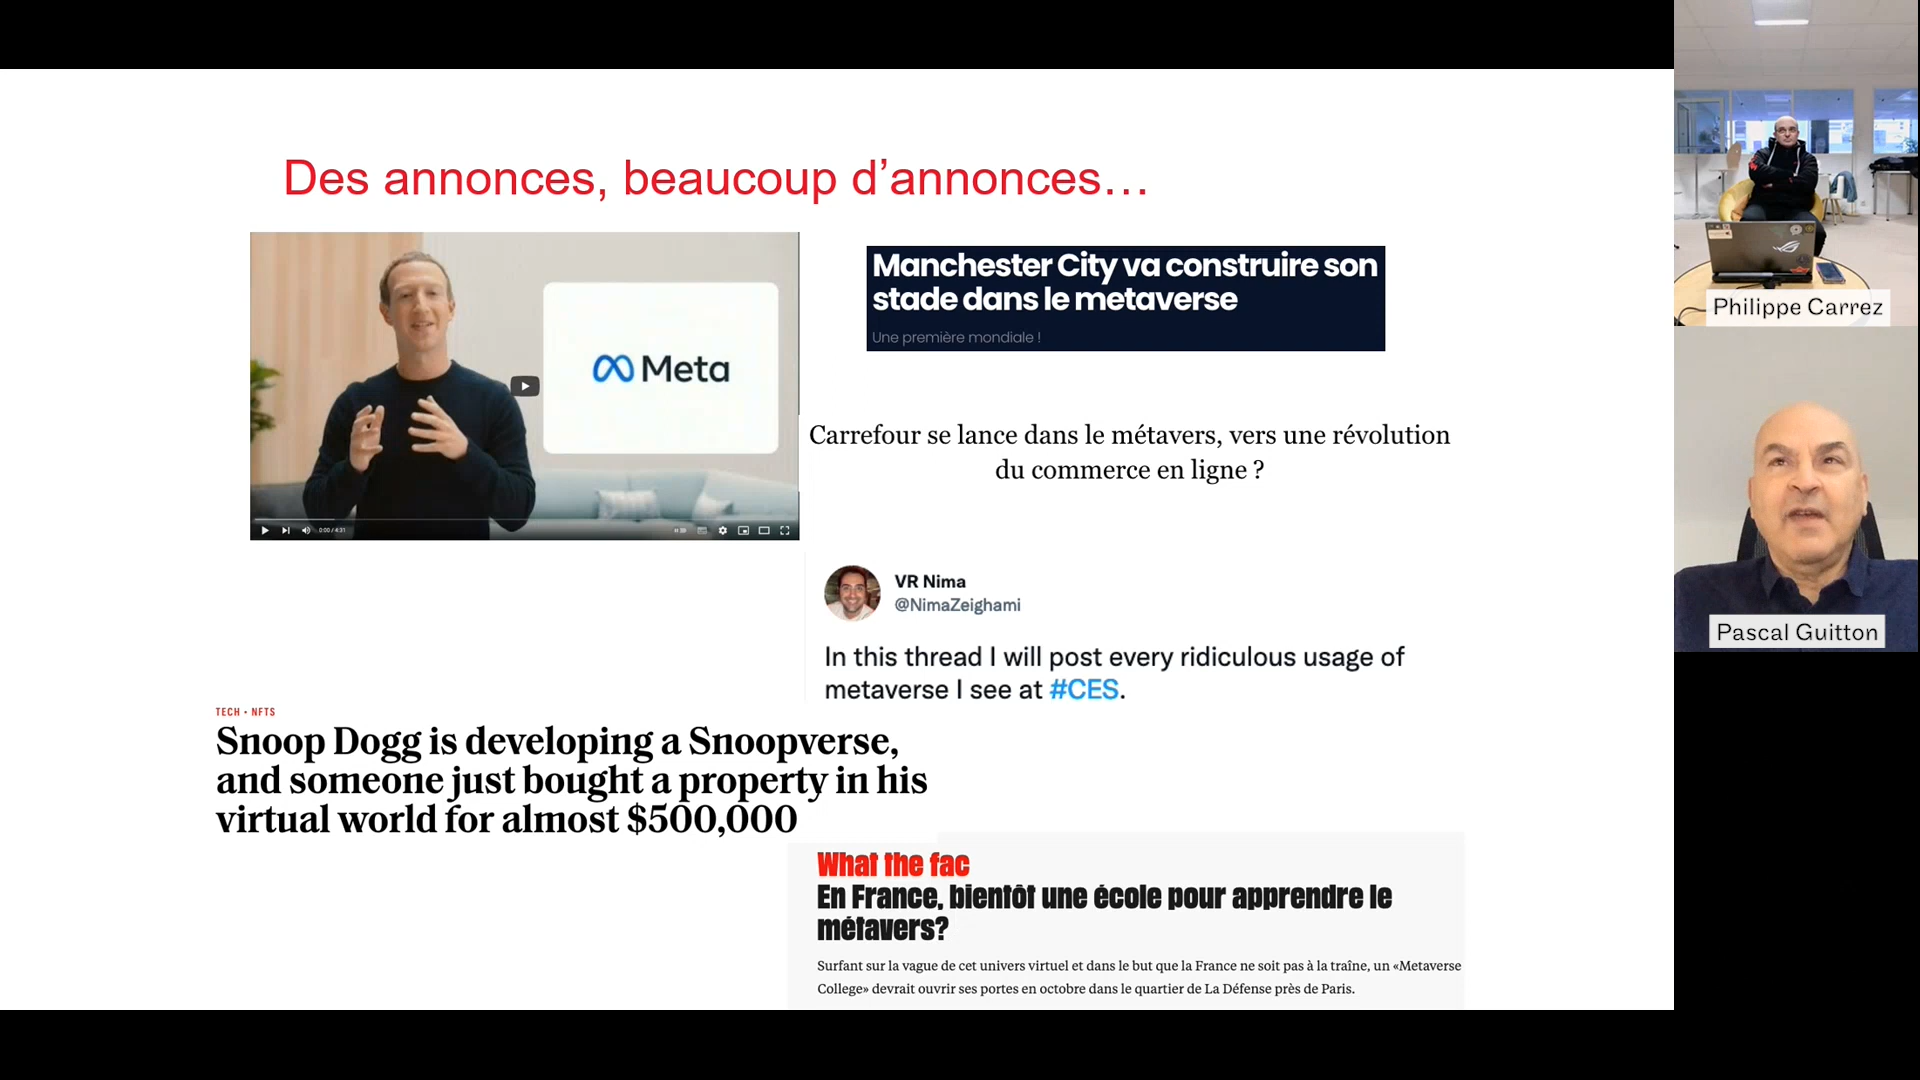 Des annonces, beaucoup d’annonces…
Meta
0:00 / 4:31
Manchester City va construire son
stade dans le metaverse
Une première mondiale !
Carrefour se lance dans le métavers, vers une révolution
du commerce en ligne ?
VR Nima
@NimaZeighami
In this thread I will post every ridiculous usage of
metaverse I see at #CES.
TECH • NFTS
Snoop Dogg is developing a Snoopverse,
and someone just bought a property in his
virtual world for almost $500,000
What the fac
En France, bientôt une école pour apprendre le
métavers?
Surfant sur la vague de cet univers virtuel et dans le but que la France ne soit pas à la traîne, un «Metaverse
College» devrait ouvrir ses portes en octobre dans le quartier de La Défense près de Paris.
Philippe Carrez
Pascal Guitton